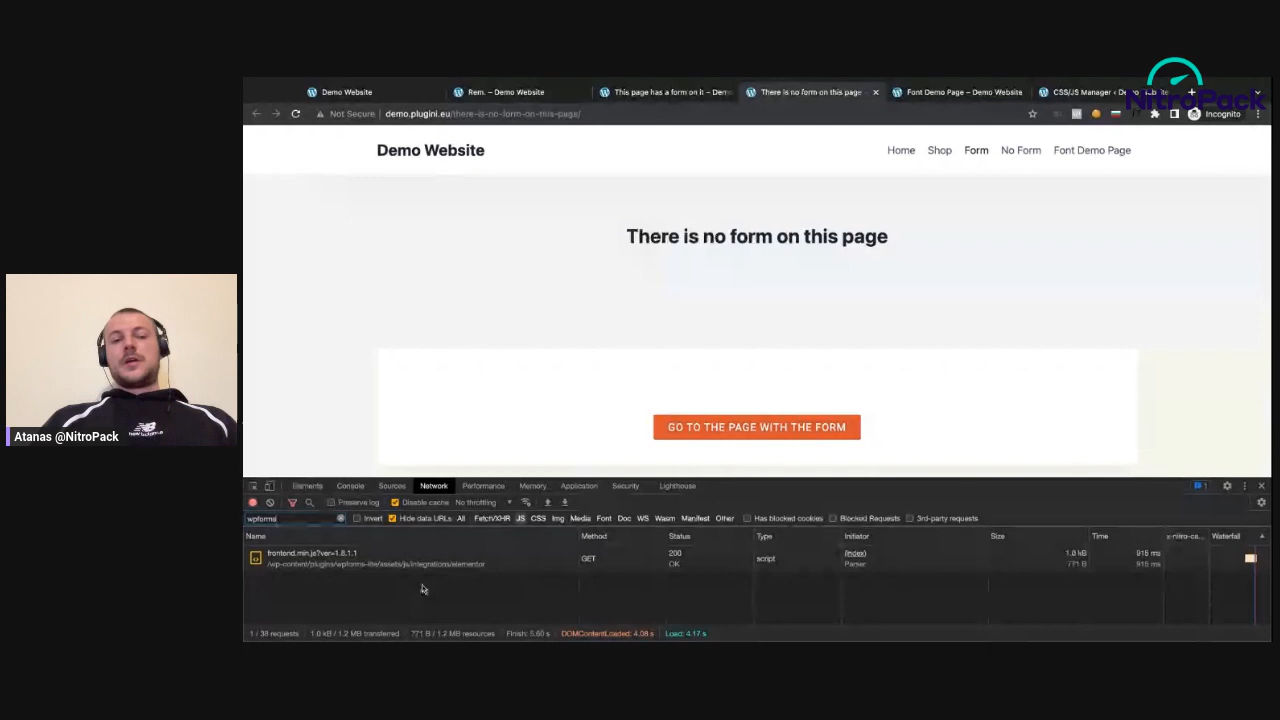 NitroPack
Demo Website
Rem. – Demo Website
This page has a form on it – Dem
There is no form on this page
Font Demo Page – Demo Website
CSS/JS Manager
Not Secure
demo.plugini.eu/there-is-no-form-on-this-page/
Incognito
Demo Website
Home
Shop
Form
No Form
Font Demo Page
There is no form on this page
GO TO THE PAGE WITH THE FORM
new balance
Atanas @NitroPack
Elements
Console
Sources
Network
Performance
Memory
Application
Security
Lighthouse
1
Preserve log
Disable cache
No throttling
wpforms
Invert
Hide data URLs
All
Fetch/XHR
JS
CSS
Img
Media
Font
Doc
WS
Wasm
Manifest
Other
Has blocked cookies
Blocked Requests
3rd-party requests
Name
Method
Status
Type
Initiator
Size
Time
x-nitro-ca...
Waterfall
frontend.min.js?ver=1.8.1.1
/wp-content/plugins/wpforms-lite/assets/js/integrations/elementor
GET
200
OK
script
(index)
Parser
1.0 kB
771 B
915 ms
915 ms
1 / 38 requests
1.0 kB / 1.2 MB transferred
771 B / 1.2 MB resources
Finish: 5.60 s
DOMContentLoaded: 4.08 s
Load: 4.17 s